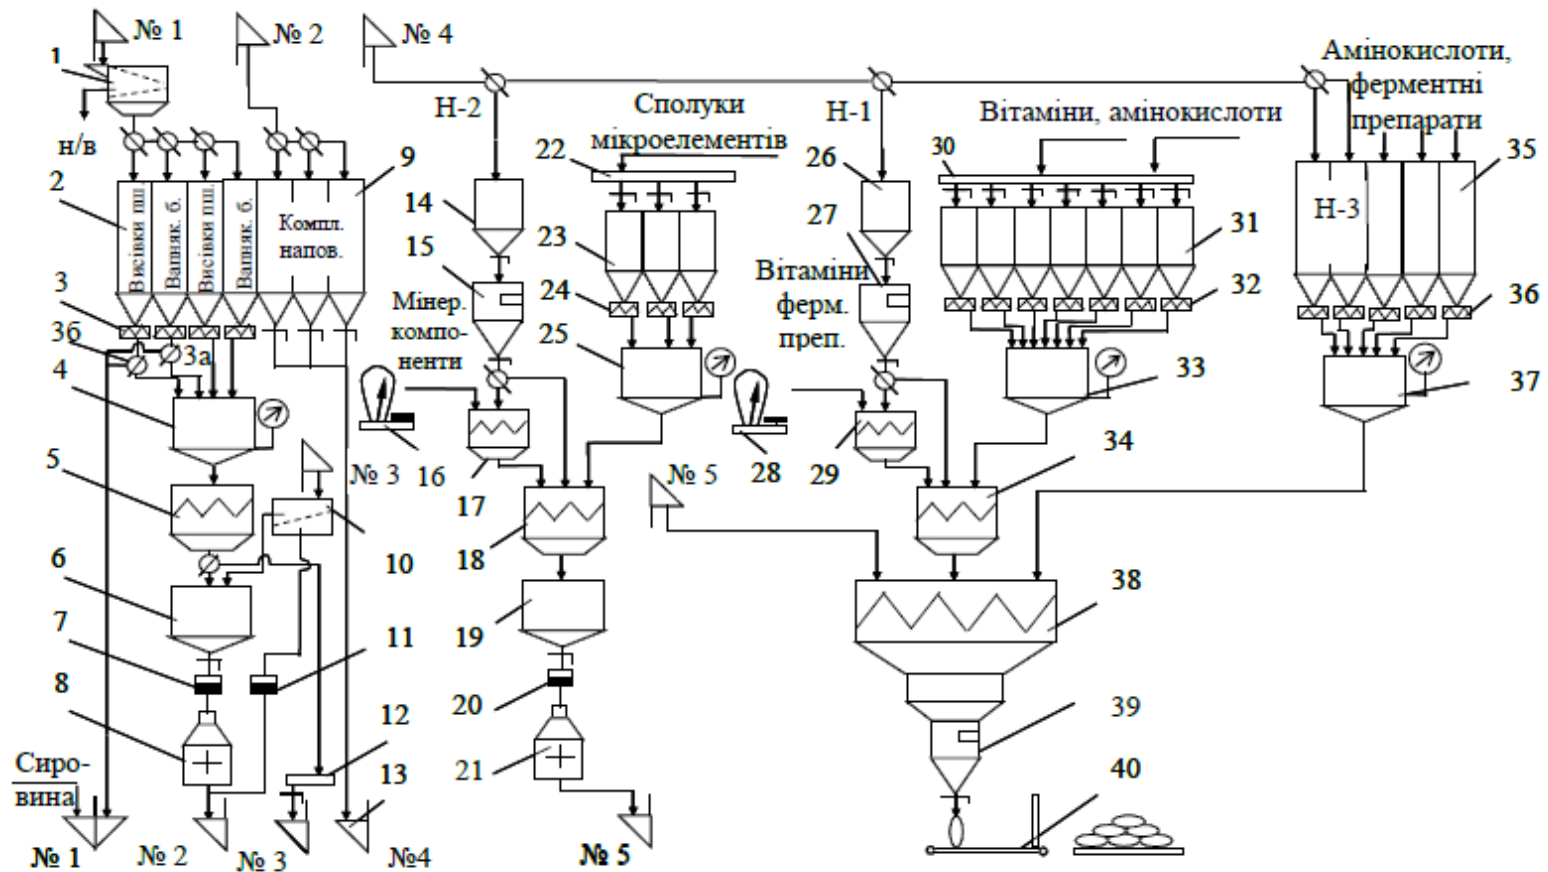 № 1
№ 2
№ 4
1
н/в
Н-2
Сполуки
мікроелементів
Н-1
Вітаміни, амінокислоти
Амінокислоти,
ферментні
препарати
2
9
22
26
30
35
Висівки пш.
Вапняк. б.
Висівки пш.
Вапняк. б.
Компл.
напов.
14
23
27
31
Н-3
15
Вітаміни
ферм.
преп.
3
24
32
36
Мінер.
компо-
ненти
3б
3а
4
25
33
37
5
№ 3
16
17
№ 5
28
29
34
6
10
18
38
7
11
19
8
12
20
39
Сиро-
вина
13
21
40
№ 1
№ 2
№ 3
№4
№ 5